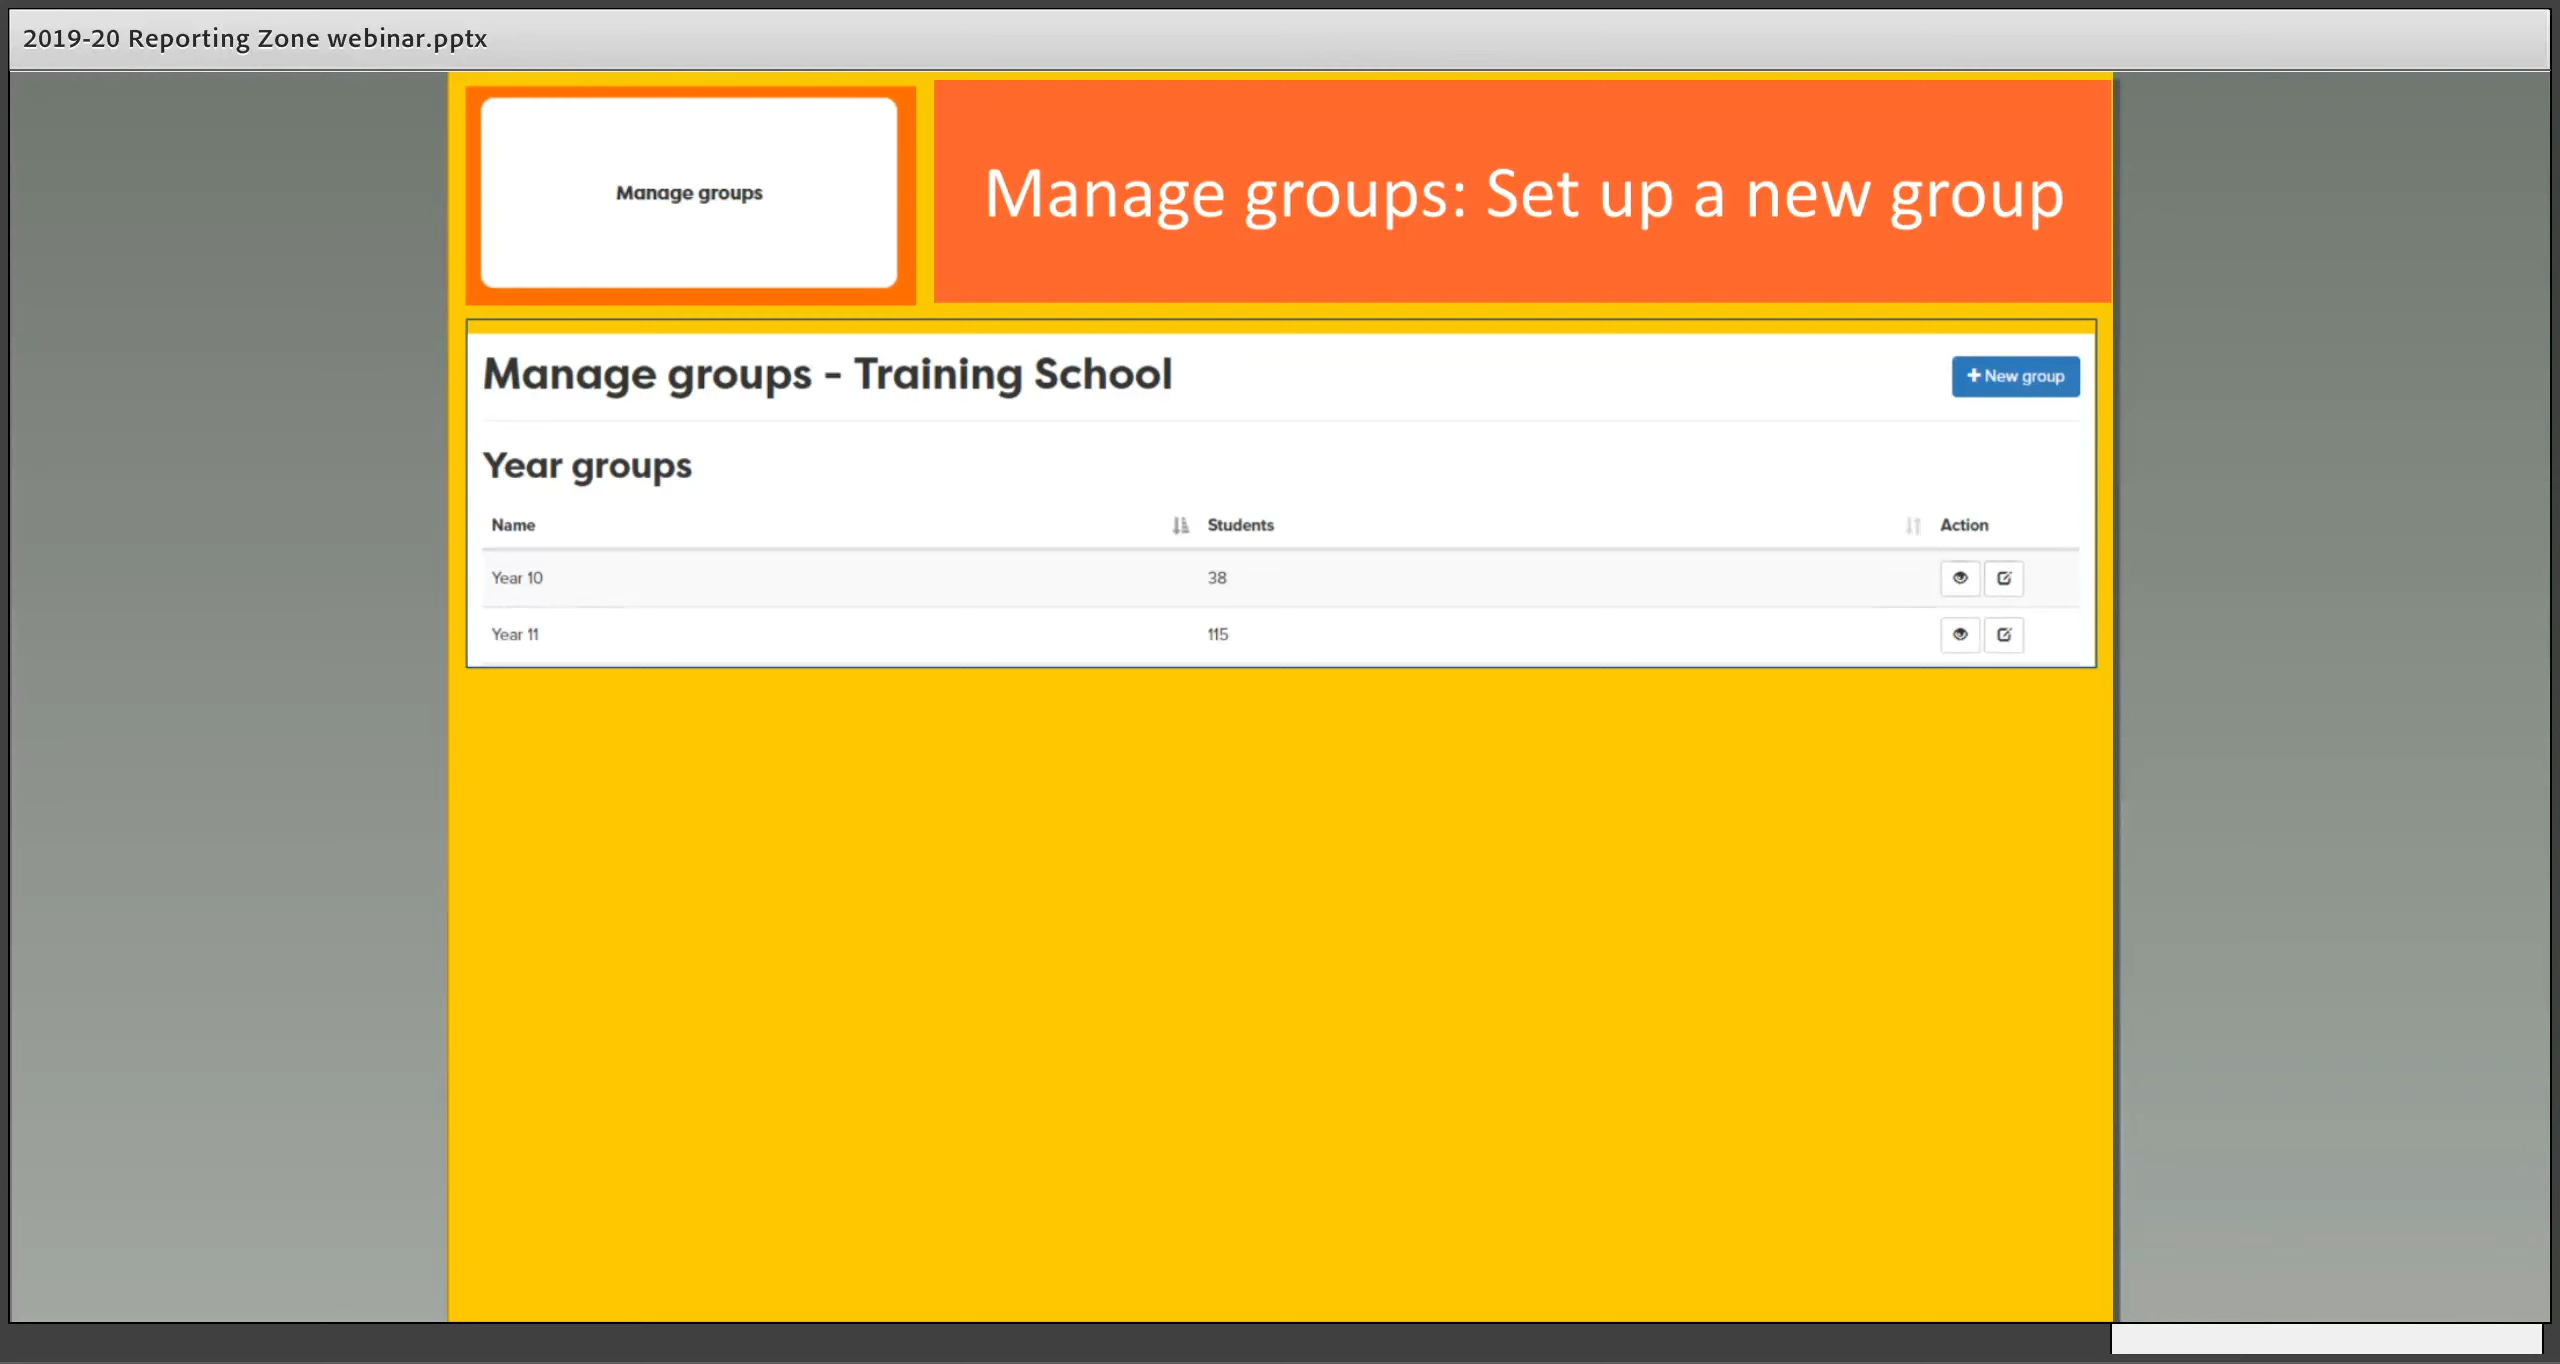 2019-20 Reporting Zone webinar.pptx
Manage groups
Manage groups: Set up a new group
Manage groups - Training School
New group
Year groups
Name Students Action
Year 10 38
Year 11 115